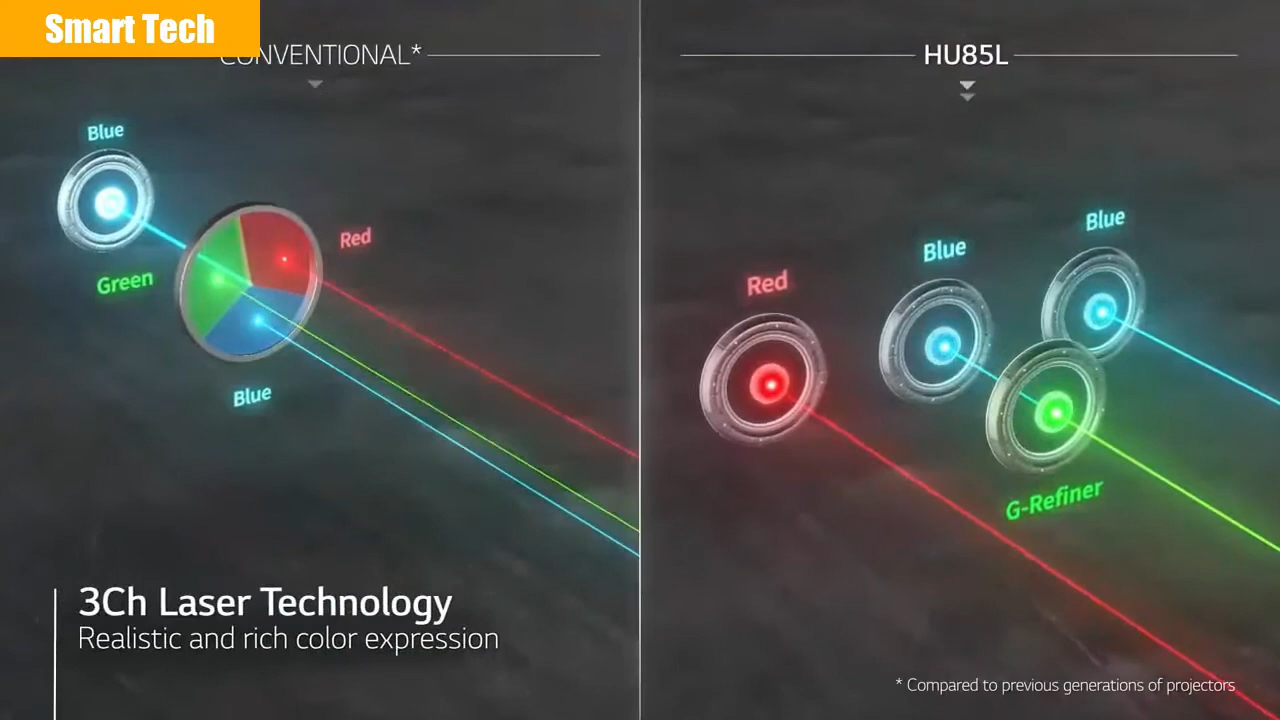 Smart Tech
CONVENTIONAL*
HU85L
Blue
Green
Red
Blue
Red
Blue
Blue
G-Refiner
3Ch Laser Technology
Realistic and rich color expression
* Compared to previous generations of projectors